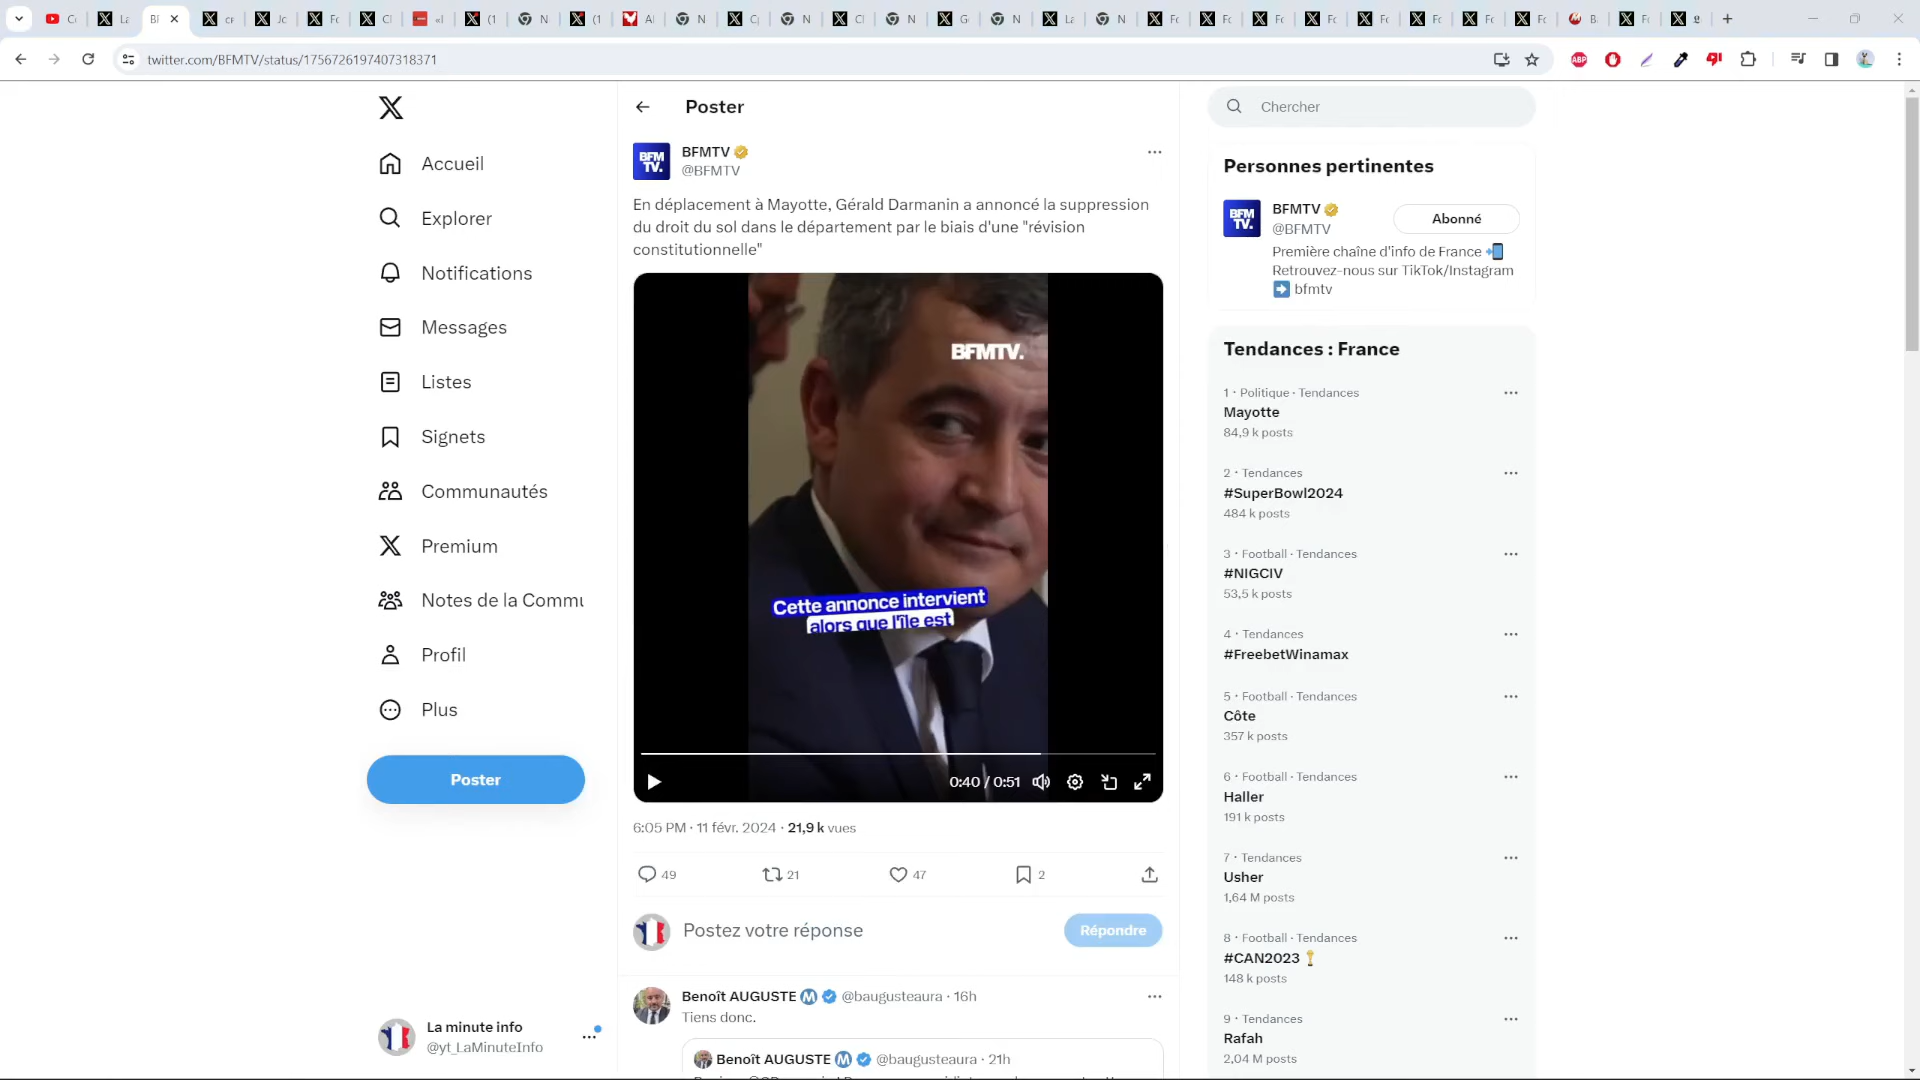 BF
twitter.com/BFMTV/status/1756726197407318371
Accueil
Explorer
Notifications
Messages
Listes
Signets
Communautés
Premium
Notes de la Commu
Profil
Plus
Poster
La minute info
@yt_LaMinuteInfo
Poster
BFMTV
@BFMTV
En déplacement à Mayotte, Gérald Darmanin a annoncé la suppression
du droit du sol dans le département par le biais d'une "révision
constitutionnelle"
BFMTV.
Cette annonce intervient
alors que l'île est
0:40 / 0:51
6:05 PM · 11 févr. 2024 · 21,9 k vues
49 21 47 2
Postez votre réponse
Répondre
Benoît AUGUSTE @baugusteaura · 16h
Tiens donc.
Benoît AUGUSTE @baugusteaura · 21h
Chercher
Personnes pertinentes
BFMTV
@BFMTV
Abonné
Première chaîne d'info de France
Retrouvez-nous sur TikTok/Instagram
bfmtv
Tendances : France
1 · Politique · Tendances
Mayotte
84,9 k posts
2 · Tendances
#SuperBowl2024
484 k posts
3 · Football · Tendances
#NIGCIV
53,5 k posts
4 · Tendances
#FreebetWinamax
5 · Football · Tendances
Côte
357 k posts
6 · Football · Tendances
Haller
191 k posts
7 · Tendances
Usher
1,64 M posts
8 · Football · Tendances
#CAN2023
148 k posts
9 · Tendances
Rafah
2,04 M posts